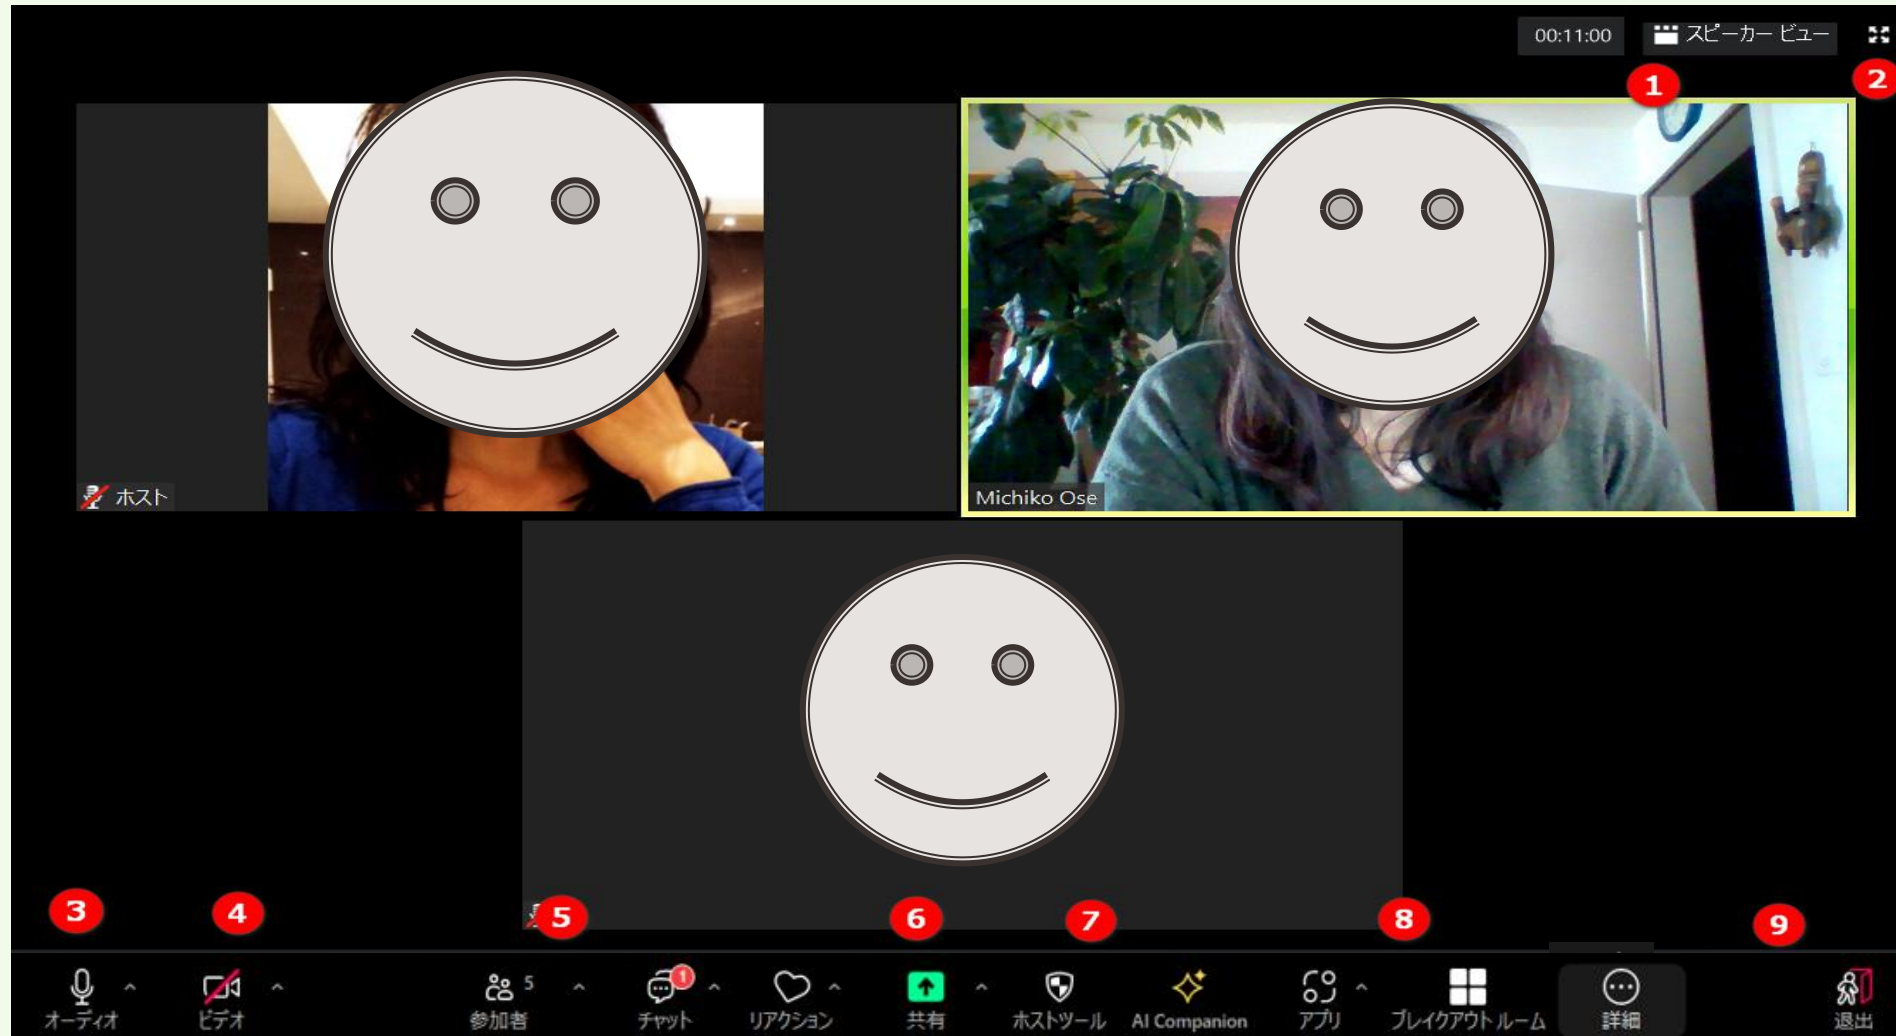 00:11:00 スピーカー ビュー
1
2
ホスト
Michiko Ose
3
4
5
6
7
8
9
5
1
オーディオ
ビデオ
参加者
チャット
リアクション
共有
ホストツール
AI Companion
アプリ
ブレイクアウト ルーム
詳細
退出